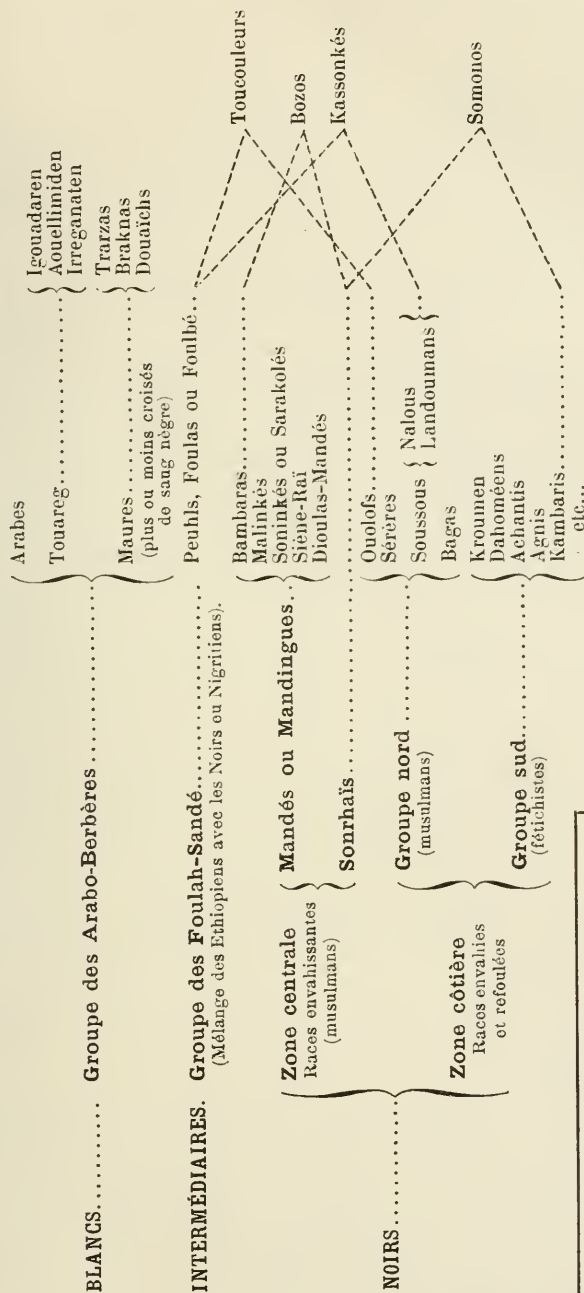 BLANCS.......... Groupe des Arabo-Berbères..........
Arabes
Touareg..........
Igouadaren
Aouellimiden
Irreganaten
Maures..........
(plus ou moins croisés
de sang nègre)
Trarzas
Braknas
Douaïchs
INTERMÉDIAIRES. Groupe des Foulah-Sandé.......... Peuhls, Foulas ou Foulbé...
(Mélange des Ethiopiens avec les Noirs ou Nigritiens).
NOIRS..........
Zone centrale
Races envahissantes
(musulmans)
Mandés ou Mandingues...
Bambaras..........
Malinkés
Soninkés ou Sarakolés
Siène-Raï
Dioulas-Mandés
Sonrhaïs..........
Zone côtière
Races envahies
et refoulées
Groupe nord..........
(musulmans)
Ouolofs..........
Sérères
Soussous
Nalous
Landoumans
Bagas
Groupe sud..........
(fétichistes)
Kroumen
Dahoméens
Achantis
Agnis
Kambaris..........
etc...
Toucouleurs
Bozos
Kassonkés
Somonos